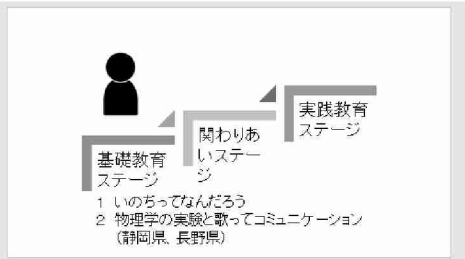 実践教育
ステージ
関わりあ
いステー
ジ
基礎教育
ステージ
1 いのちってなんだろう
2 物理学の実験と歌ってコミュニケーション
(静岡県、長野県)